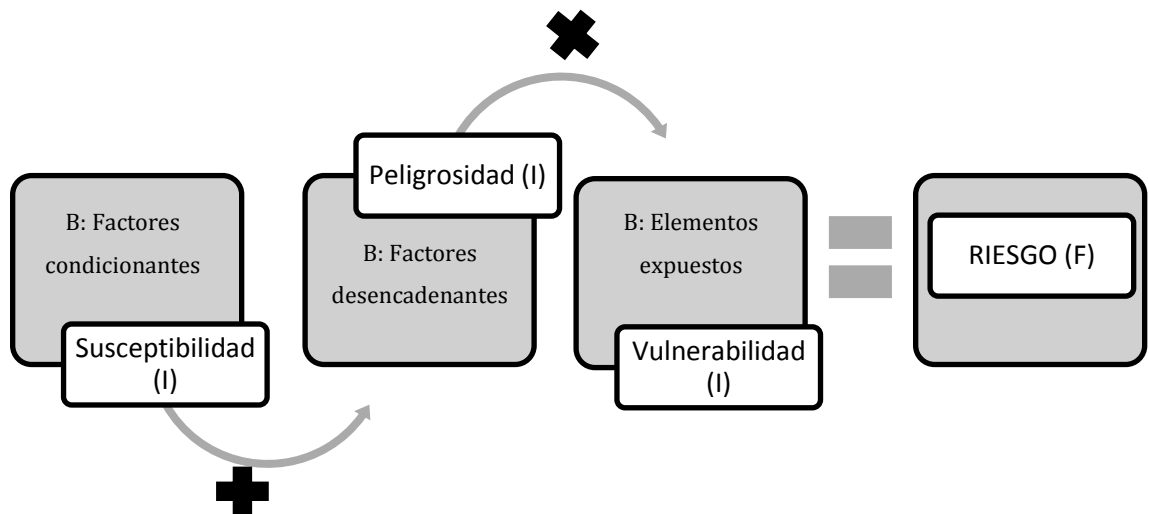 B: Factores
condicionantes
Susceptibilidad
(I)
Peligrosidad (I)
B: Factores
desencadenantes
B: Elementos
expuestos
Vulnerabilidad
(I)
RIESGO (F)